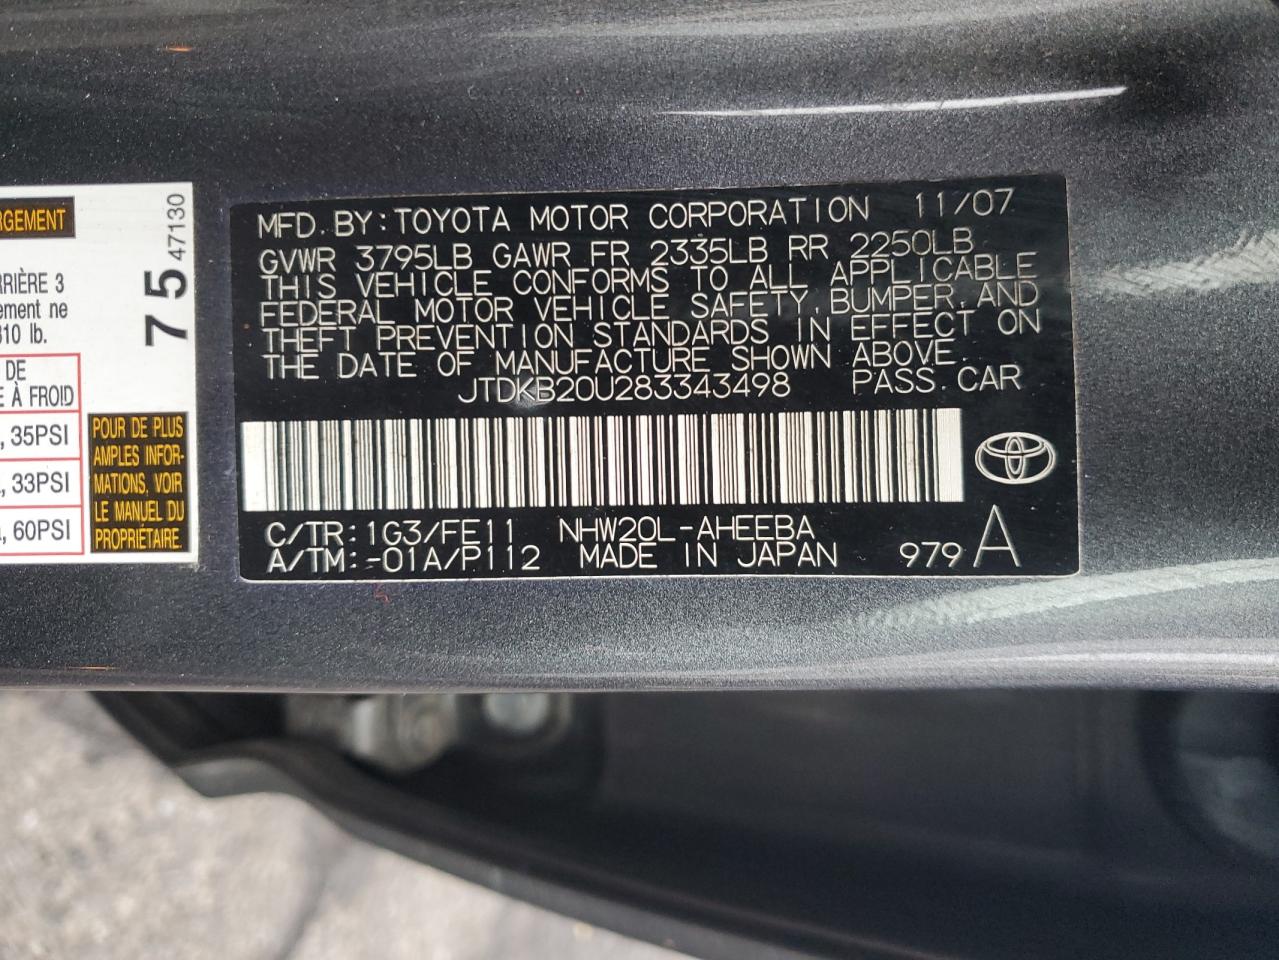 RGEMENT
RRIÈRE 3
ement ne
310 lb.
DE
E À FROID
, 35PSI
, 33PSI
, 60PSI
75
47130
POUR DE PLUS
AMPLES INFOR-
MATIONS, VOIR
LE MANUEL DU
PROPRIÉTAIRE.
MFD. BY: TOYOTA MOTOR CORPORATION 11/07
GVWR 3795LB GAWR FR 2335LB RR 2250LB
THIS VEHICLE CONFORMS TO ALL APPLICABLE
FEDERAL MOTOR VEHICLE SAFETY, BUMPER, AND
THEFT PREVENTION STANDARDS IN EFFECT ON
THE DATE OF MANUFACTURE SHOWN ABOVE.
JTDKB20U283343498 PASS. CAR
C/TR: 1G3/FE11 NHW20L-AHEEBA
A/TM: -01A/P112 MADE IN JAPAN 979 A